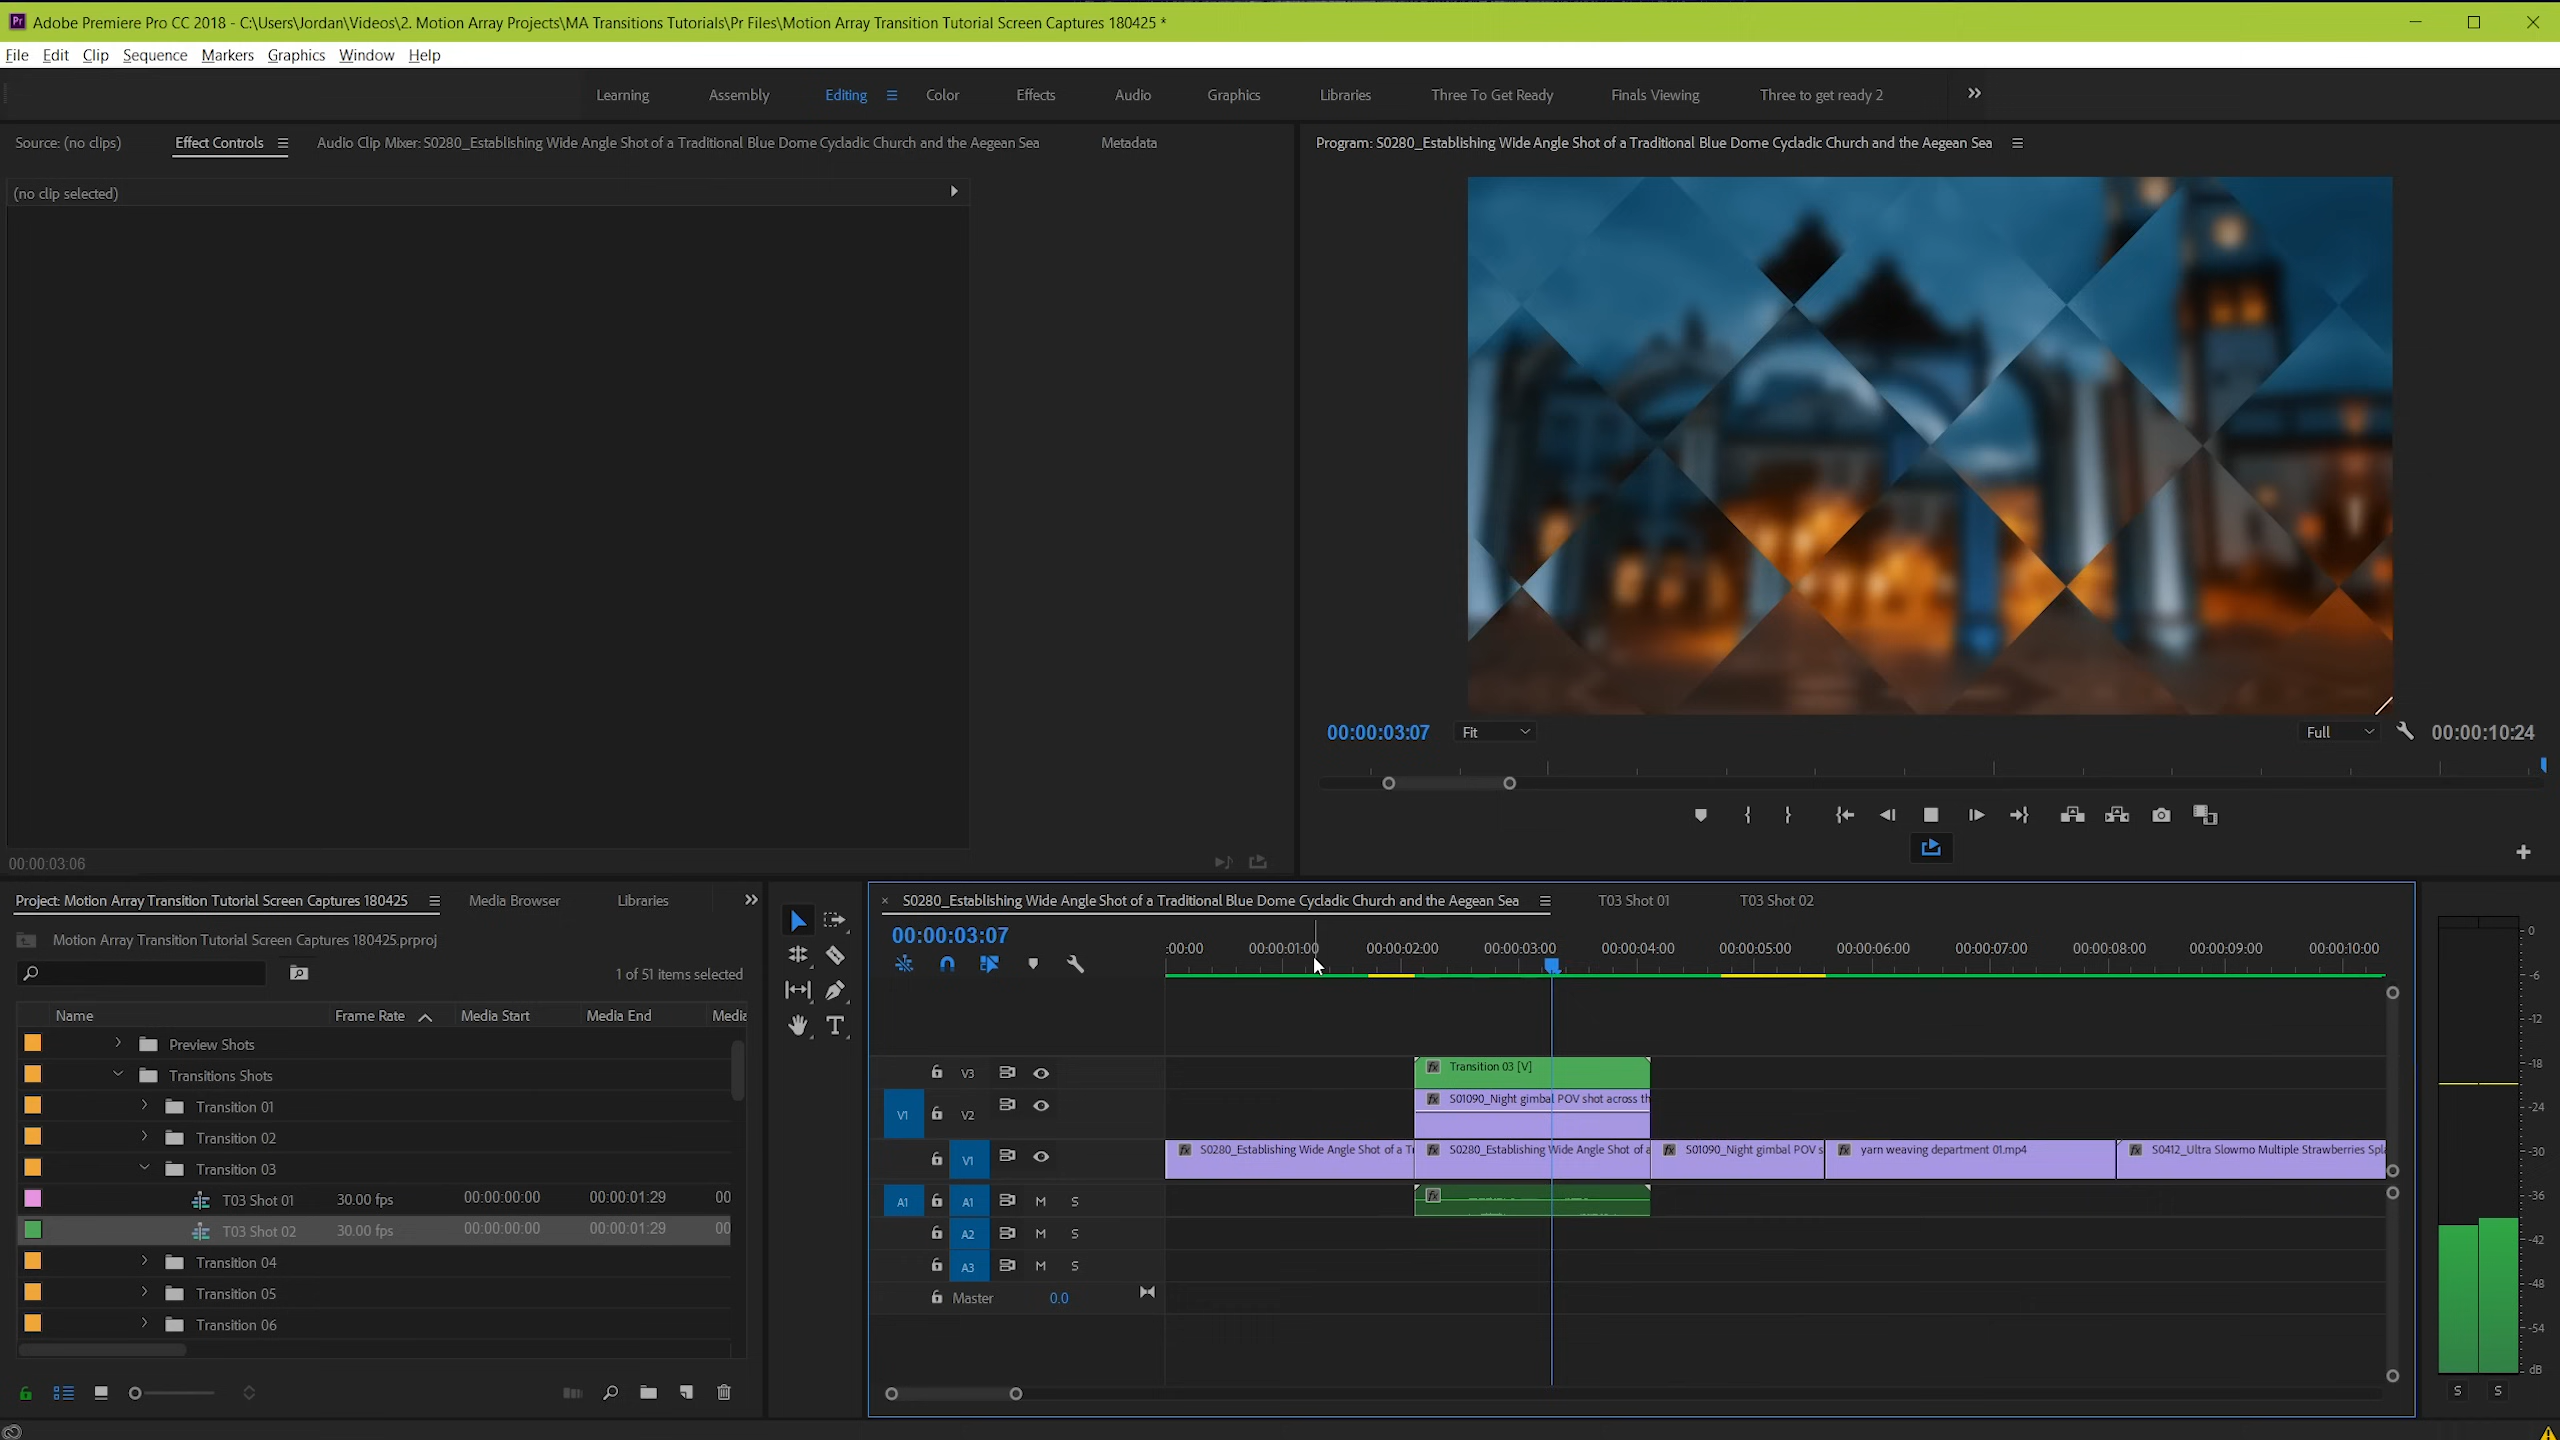 Adobe Premiere Pro CC 2018 - C:\Users\Jordan\Videos\2. Motion Array Projects\MA Transitions Tutorials\Pr Files\Motion Array Transition Tutorial Screen Captures 180425 *
File Edit Clip Sequence Markers Graphics Window Help
Learning Assembly Editing Color Effects Audio Graphics Libraries Three To Get Ready Finals Viewing Three to get ready 2
Source: (no clips) Effect Controls Audio Clip Mixer: S0280_Establishing Wide Angle Shot of a Traditional Blue Dome Cycladic Church and the Aegean Sea Metadata
Program: S0280_Establishing Wide Angle Shot of a Traditional Blue Dome Cycladic Church and the Aegean Sea
(no clip selected)
00:00:03:07 Fit Full 00:00:10:24
00:00:03:06
Project: Motion Array Transition Tutorial Screen Captures 180425 Media Browser Libraries
Motion Array Transition Tutorial Screen Captures 180425.prproj
1 of 51 items selected
Name Frame Rate Media Start Media End Media
Preview Shots
Transitions Shots
Transition 01
Transition 02
Transition 03
T03 Shot 01 30.00 fps 00:00:00:00 00:00:01:29 00
T03 Shot 02 30.00 fps 00:00:00:00 00:00:01:29 00
Transition 04
Transition 05
Transition 06
S0280_Establishing Wide Angle Shot of a Traditional Blue Dome Cycladic Church and the Aegean Sea T03 Shot 01 T03 Shot 02
00:00:03:07
:00:00 00:00:01:00 00:00:02:00 00:00:03:00 00:00:04:00 00:00:05:00 00:00:06:00 00:00:07:00 00:00:08:00 00:00:09:00 00:00:10:00
V3 fx Transition 03 [V]
V1 V2 fx S01090_Night gimbal POV shot across th
V1 fx S0280_Establishing Wide Angle Shot of a Tr fx S0280_Establishing Wide Angle Shot of a fx S01090_Night gimbal POV s fx yarn weaving department 01.mp4 fx S0412_Ultra Slowmo Multiple Strawberries Spla
A1 A1 M S fx
A2 M S
A3 M S
Master 0.0
0
-6
-12
-18
-24
-30
-36
-42
-48
-54
dB
S S